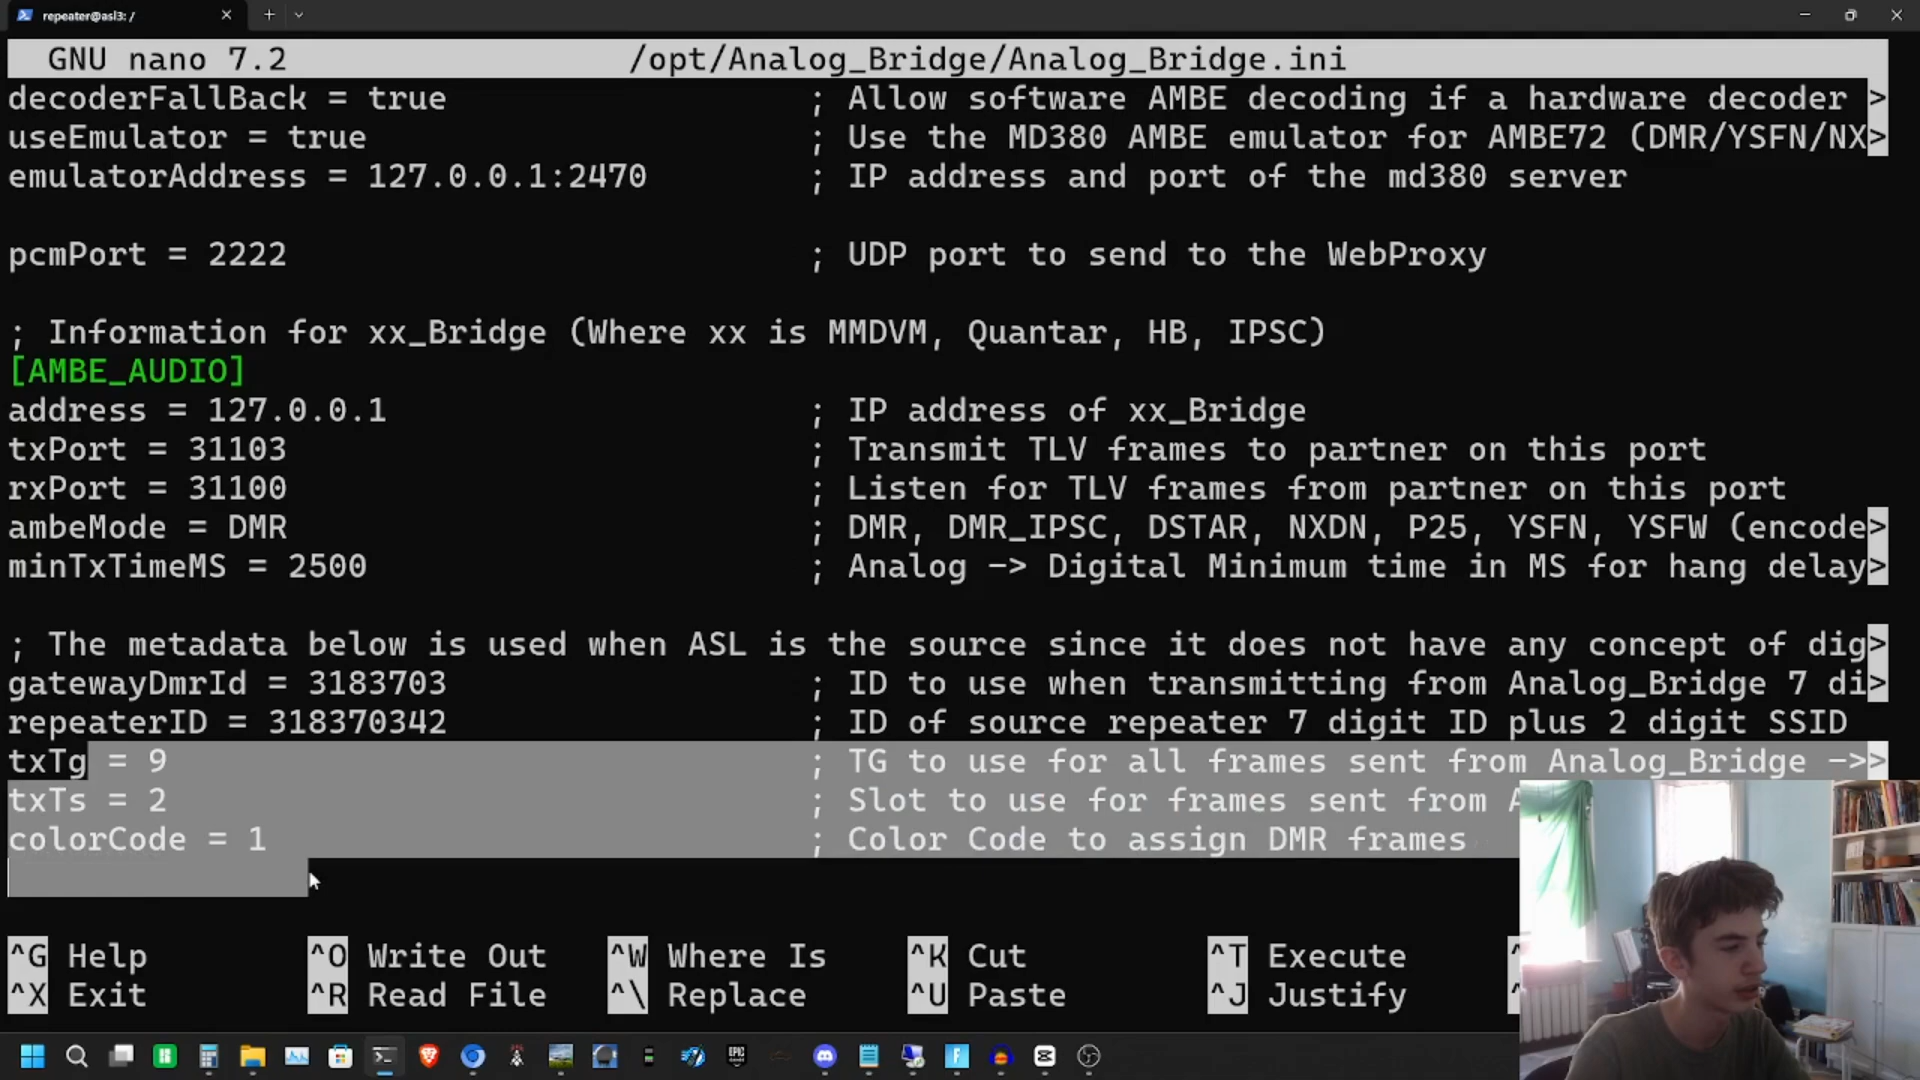 repeater@asl3: /
GNU nano 7.2 /opt/Analog_Bridge/Analog_Bridge.ini
decoderFallBack = true ; Allow software AMBE decoding if a hardware decoder >
useEmulator = true ; Use the MD380 AMBE emulator for AMBE72 (DMR/YSFN/NX>
emulatorAddress = 127.0.0.1:2470 ; IP address and port of the md380 server
pcmPort = 2222 ; UDP port to send to the WebProxy
; Information for xx_Bridge (Where xx is MMDVM, Quantar, HB, IPSC)
[AMBE_AUDIO]
address = 127.0.0.1 ; IP address of xx_Bridge
txPort = 31103 ; Transmit TLV frames to partner on this port
rxPort = 31100 ; Listen for TLV frames from partner on this port
ambeMode = DMR ; DMR, DMR_IPSC, DSTAR, NXDN, P25, YSFN, YSFW (encode>
minTxTimeMS = 2500 ; Analog -> Digital Minimum time in MS for hang delay>
; The metadata below is used when ASL is the source since it does not have any concept of dig>
gatewayDmrId = 3183703 ; ID to use when transmitting from Analog_Bridge 7 di>
repeaterID = 318370342 ; ID of source repeater 7 digit ID plus 2 digit SSID
txTg = 9 ; TG to use for all frames sent from Analog_Bridge ->>
txTs = 2 ; Slot to use for frames sent from
colorCode = 1 ; Color Code to assign DMR frames
^G Help ^O Write Out ^W Where Is ^K Cut ^T Execute
^X Exit ^R Read File ^\ Replace ^U Paste ^J Justify